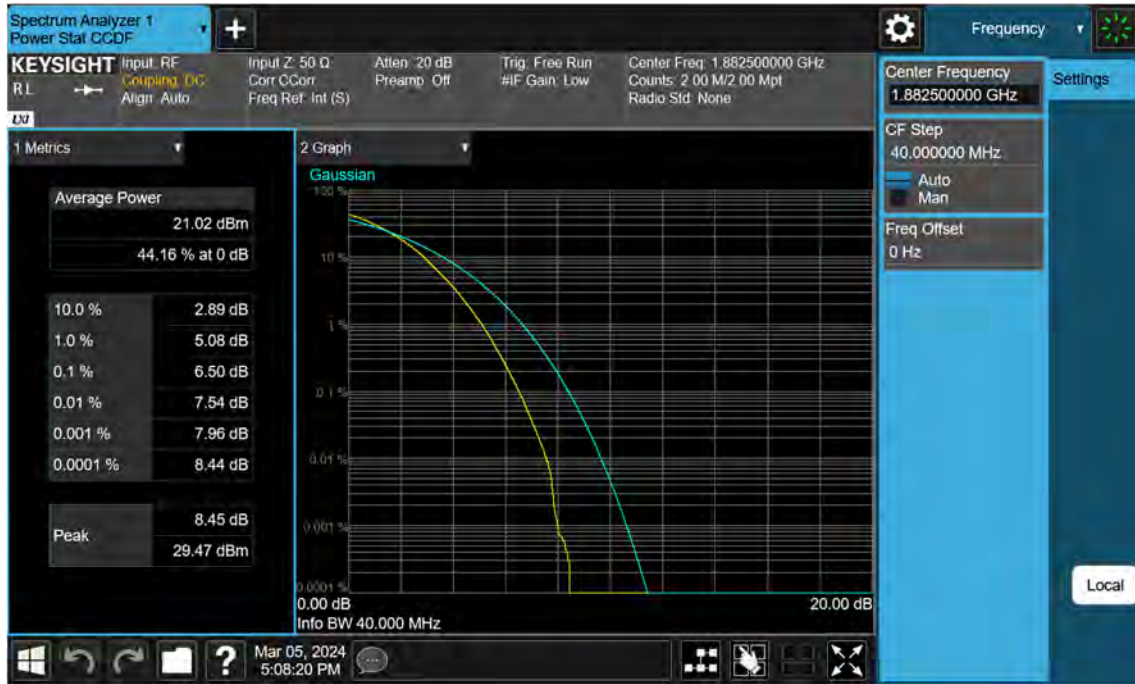 Spectrum Analyzer 1
Power Stat CCDF
+
Frequency
KEYSIGHT
RL
LXI
Input: RF
Coupling: DC
Align: Auto
Input Z: 50 Ω
Corr CCorr
Freq Ref: Int (S)
Atten: 20 dB
Preamp: Off
Trig: Free Run
#IF Gain: Low
Center Freq: 1.882500000 GHz
Counts: 2.00 M/2.00 Mpt
Radio Std: None
Center Frequency
1.882500000 GHz
Settings
CF Step
40.000000 MHz
Auto
Man
Freq Offset
0 Hz
1 Metrics
Average Power
21.02 dBm
44.16 % at 0 dB
10.0 % 2.89 dB
1.0 % 5.08 dB
0.1 % 6.50 dB
0.01 % 7.54 dB
0.001 % 7.96 dB
0.0001 % 8.44 dB
Peak
8.45 dB
29.47 dBm
2 Graph
Gaussian
100 %
10 %
1 %
0.1 %
0.01 %
0.001 %
0.0001 %
0.00 dB
20.00 dB
Info BW 40.000 MHz
Local
?
Mar 05, 2024
5:08:20 PM